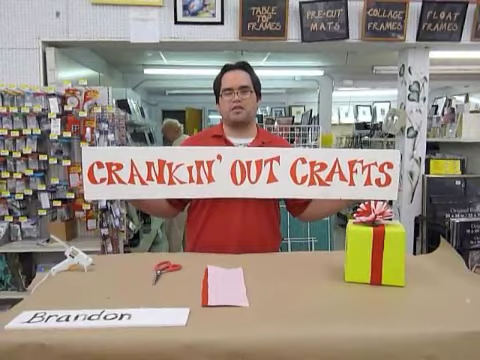 TABLE TOP
FRAMES
PRE-CUT
MATS
COLLAGE
FRAMES
FLOAT
FRAMES
CRANKIN' OUT CRAFTS
Brandon